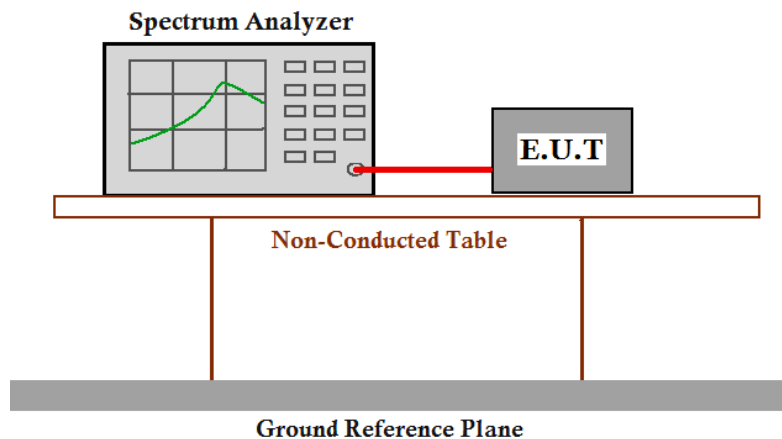 Spectrum Analyzer
E.U.T
Non-Conducted Table
Ground Reference Plane